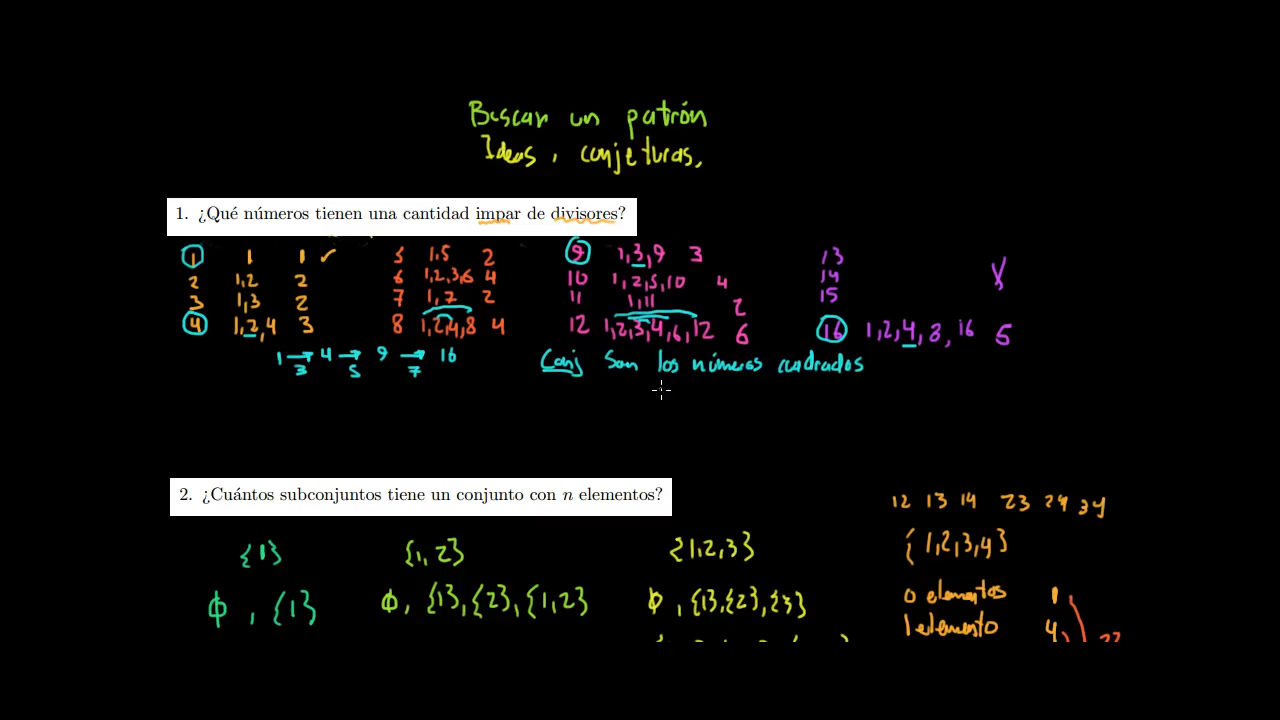 Buscar un patrón
Ideas, conjeturas,
1. ¿Qué números tienen una cantidad impar de divisores?
1 1 1 ✓ 5 1,5 2 9 1,3,9 3 13
2 1,2 2 6 1,2,3,6 4 10 1,2,5,10 4 14
3 1,3 2 7 1,7 2 11 1,11 2 15
4 1,2,4 3 8 1,2,4,8 4 12 1,2,3,4,6,12 6 16 1,2,4,8,16 5
1 → 4 → 9 → 16 Conj Son los números cuadrados
3 5 7
2. ¿Cuántos subconjuntos tiene un conjunto con n elementos?
12 13 14 23 24 34
{1} {1,2} {1,2,3} {1,2,3,4}
ϕ, {1} ϕ, {1},{2},{1,2} ϕ, {1},{2},{3} 0 elementos 1
1 elemento 4